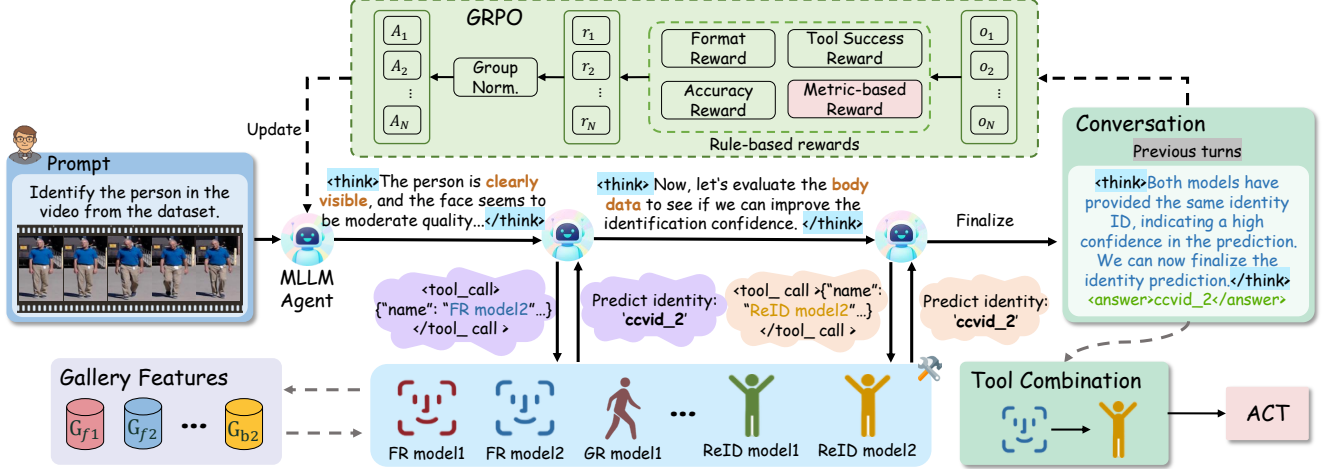 GRPO
A1
A2
⋮
AN
Group
Norm.
r1
r2
⋮
rN
Format
Reward
Tool Success
Reward
Accuracy
Reward
Metric-based
Reward
Rule-based rewards
o1
o2
⋮
oN
Update
Prompt
Identify the person in the
video from the dataset.
MLLM
Agent
<think>The person is clearly
visible, and the face seems to
be moderate quality...</think>
<think>Now, let's evaluate the body
data to see if we can improve the
identification confidence. </think>
Finalize
Conversation
Previous turns
<think>Both models have
provided the same identity
ID, indicating a high
confidence in the prediction.
We can now finalize the
identity prediction.</think>
<answer>ccvid_2</answer>
<tool_call>
{"name": "FR model2"...}
</tool_ call >
Predict identity:
'ccvid_2'
<tool_ call >{"name":
"ReID model2"...}
</tool_ call >
Predict identity:
'ccvid_2'
Gallery Features
Gf1
Gf2
•••
Gb2
FR model1
FR model2
GR model1
•••
ReID model1
ReID model2
Tool Combination
ACT